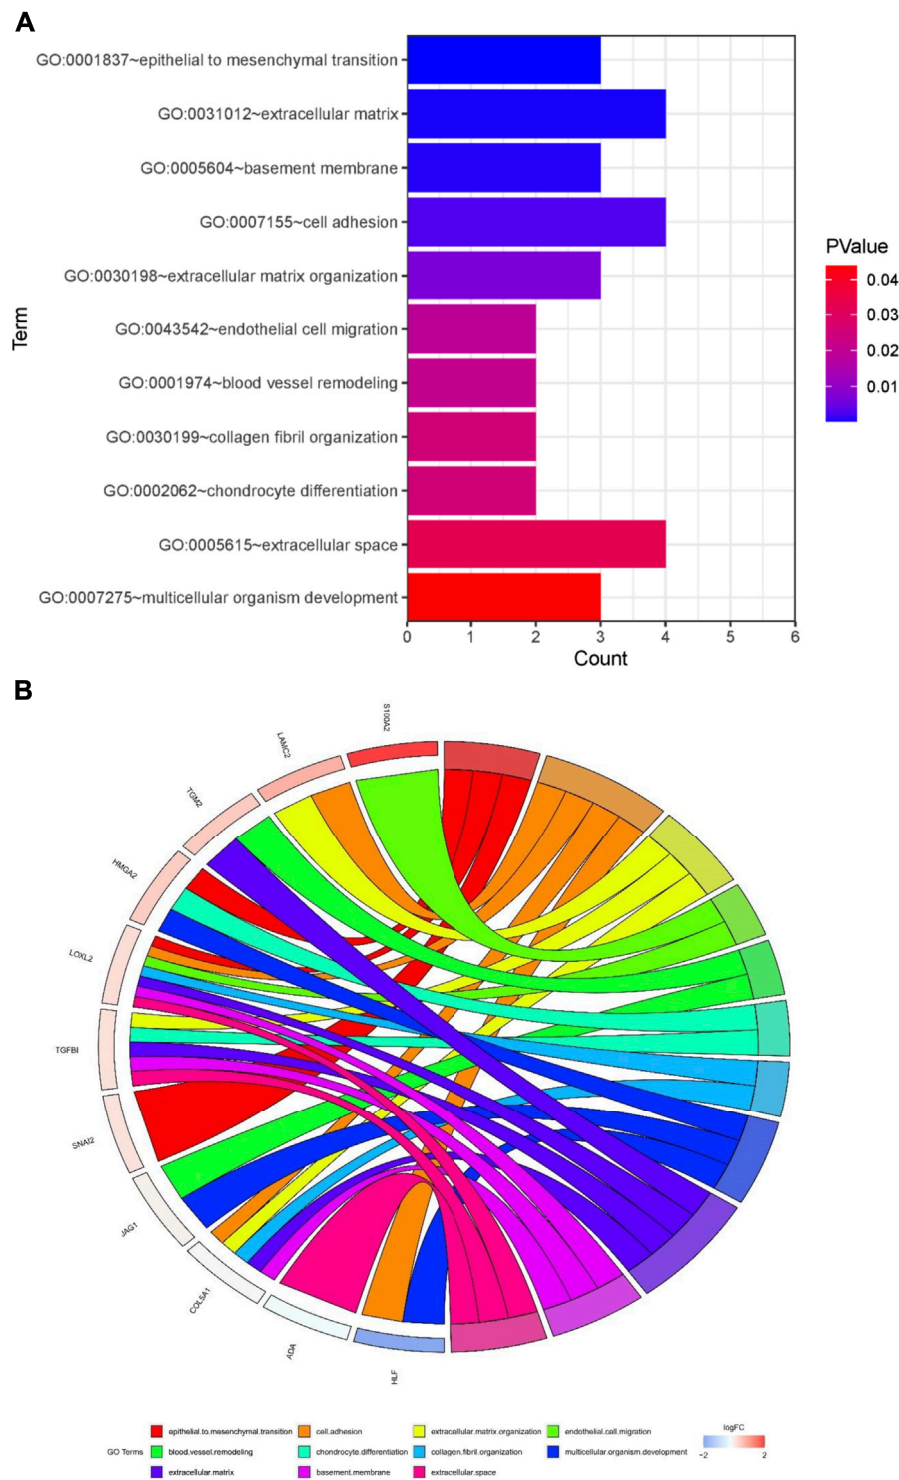 A
GO:0001837~epithelial to mesenchymal transition
GO:0031012~extracellular matrix
GO:0005604~basement membrane
GO:0007155~cell adhesion
GO:0030198~extracellular matrix organization
GO:0043542~endothelial cell migration
GO:0001974~blood vessel remodeling
GO:0030199~collagen fibril organization
GO:0002062~chondrocyte differentiation
GO:0005615~extracellular space
GO:0007275~multicellular organism development
Term
0 1 2 3 4 5 6
Count
PValue
0.04
0.03
0.02
0.01
B
S100A2
LAMC2
TGM2
HMGA2
LOXL2
TGFBI
SNAI2
JAG1
COL5A1
ADA
HLF
GO Terms
epithelial.to.mesenchymal.transition cell.adhesion extracellular.matrix.organization endothelial.cell.migration
blood.vessel.remodeling chondrocyte.differentiation collagen.fibril.organization multicellular.organism.development
extracellular.matrix basement.membrane extracellular.space
logFC
−2 2